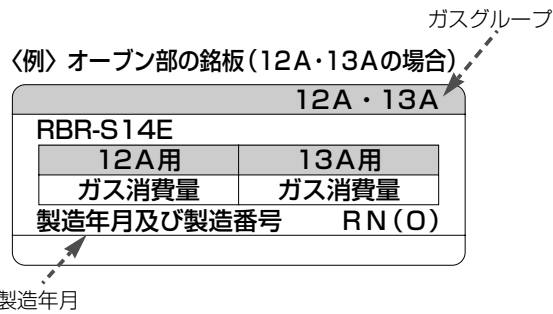 ガスグループ
〈例〉オーブン部の銘板(12A・13Aの場合)
12A・13A
RBR-S14E
12A用 13A用
ガス消費量 ガス消費量
製造年月及び製造番号 RN(O)
製造年月